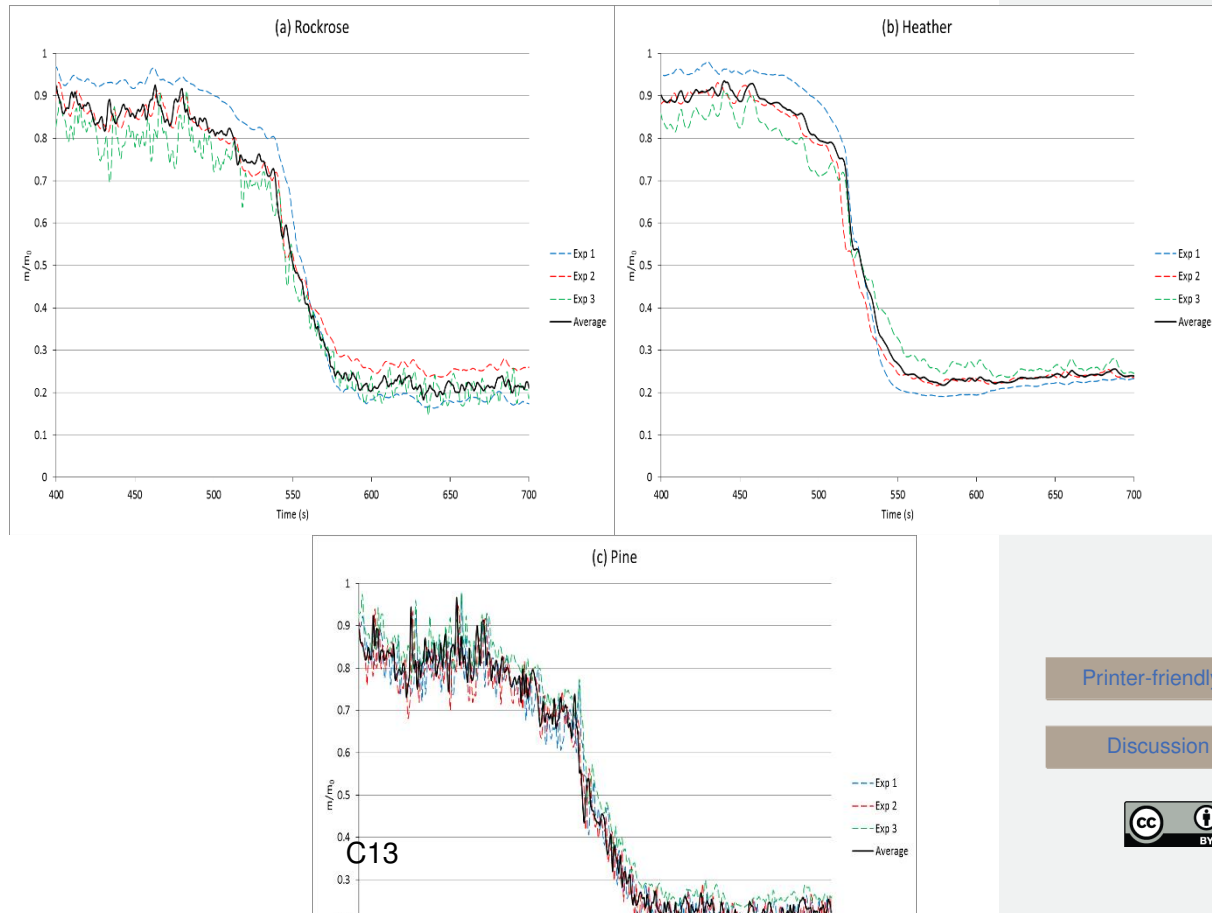 (a) Rockrose
1
0.9
0.8
0.7
0.6
0.5
0.4
0.3
0.2
0.1
0
m/m₀
400 450 500 550 600 650 700
Time (s)
Exp 1
Exp 2
Exp 3
Average
(b) Heather
1
0.9
0.8
0.7
0.6
0.5
0.4
0.3
0.2
0.1
0
m/m₀
400 450 500 550 600 650 700
Time (s)
Exp 1
Exp 2
Exp 3
Average
(c) Pine
1
0.9
0.8
0.7
0.6
0.5
0.4
0.3
m/m₀
Exp 1
Exp 2
Exp 3
Average
C13
Printer-friendly
Discussion
cc
BY